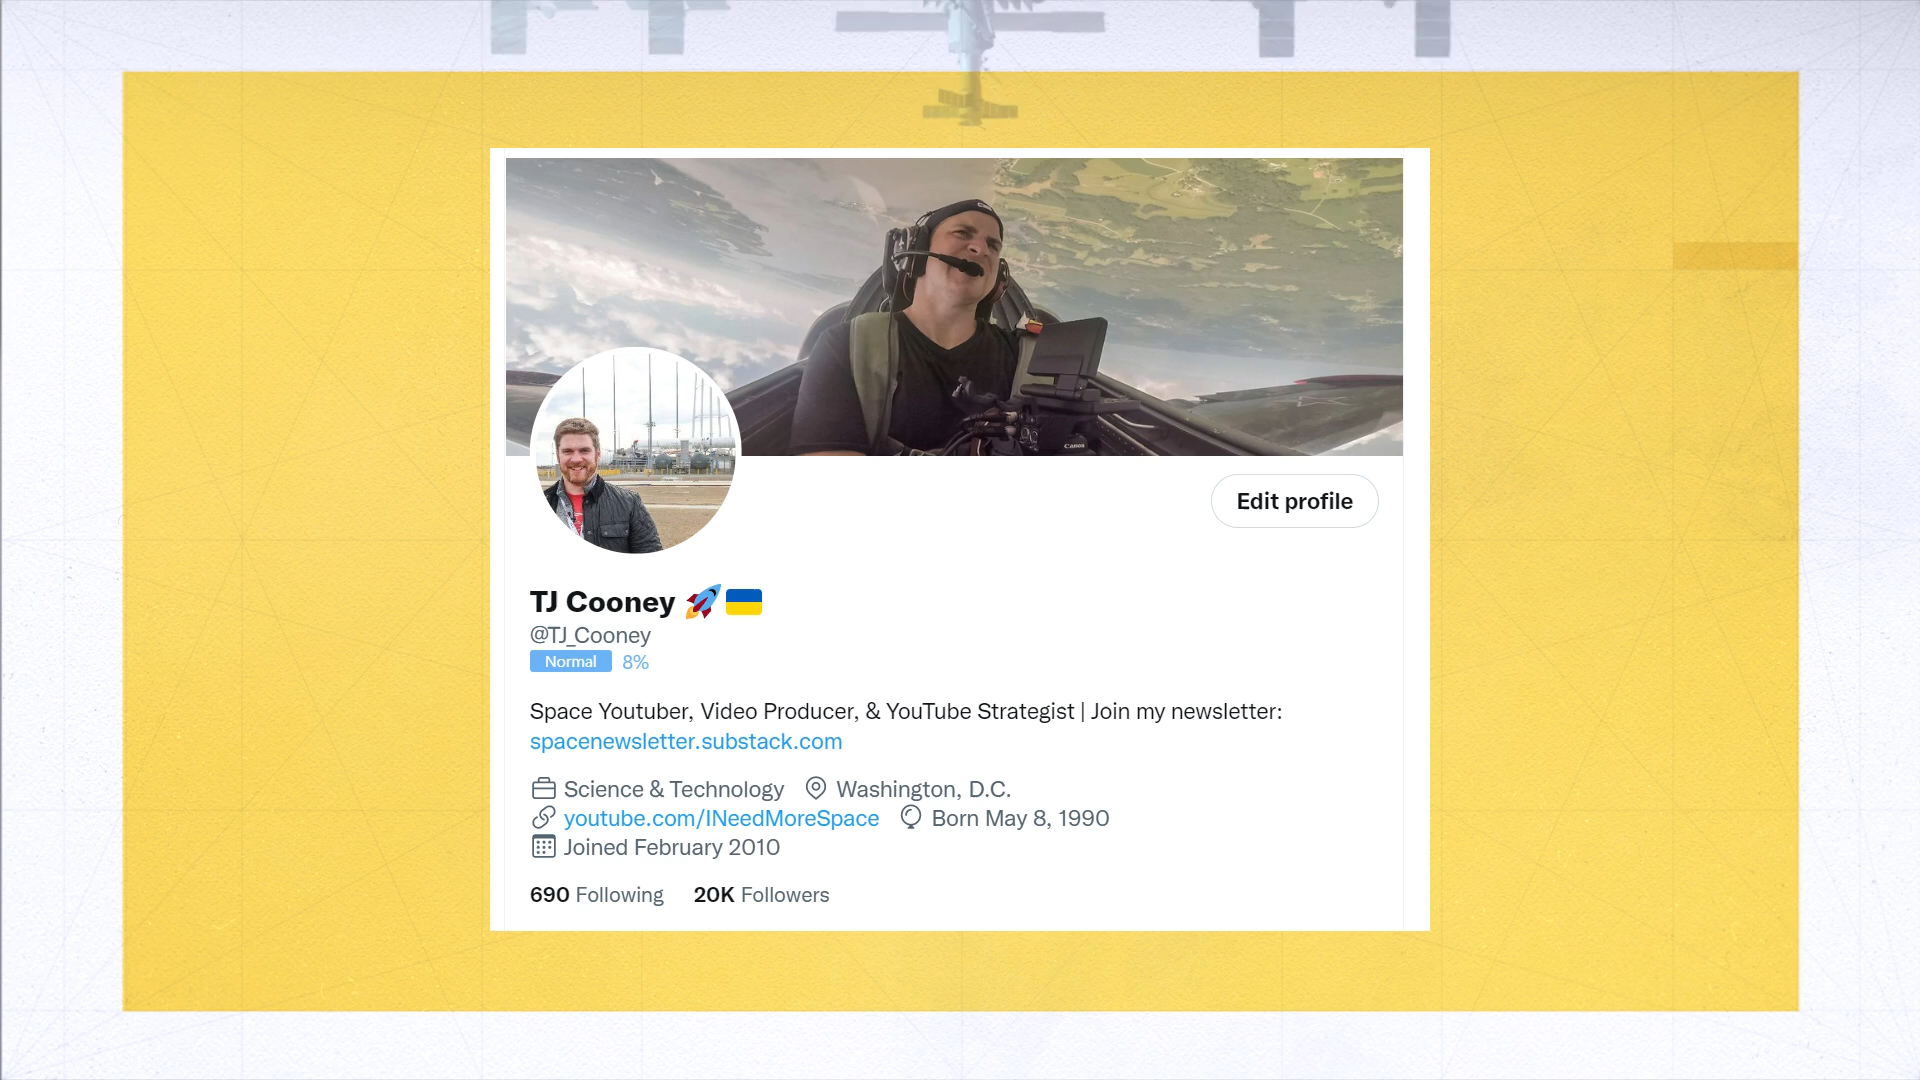 Canon
Edit profile
TJ Cooney 🚀🇺🇦
@TJ_Cooney
Normal 8%
Space Youtuber, Video Producer, & YouTube Strategist | Join my newsletter:
spacenewsletter.substack.com
Science & Technology Washington, D.C.
youtube.com/INeedMoreSpace Born May 8, 1990
Joined February 2010
690 Following 20K Followers